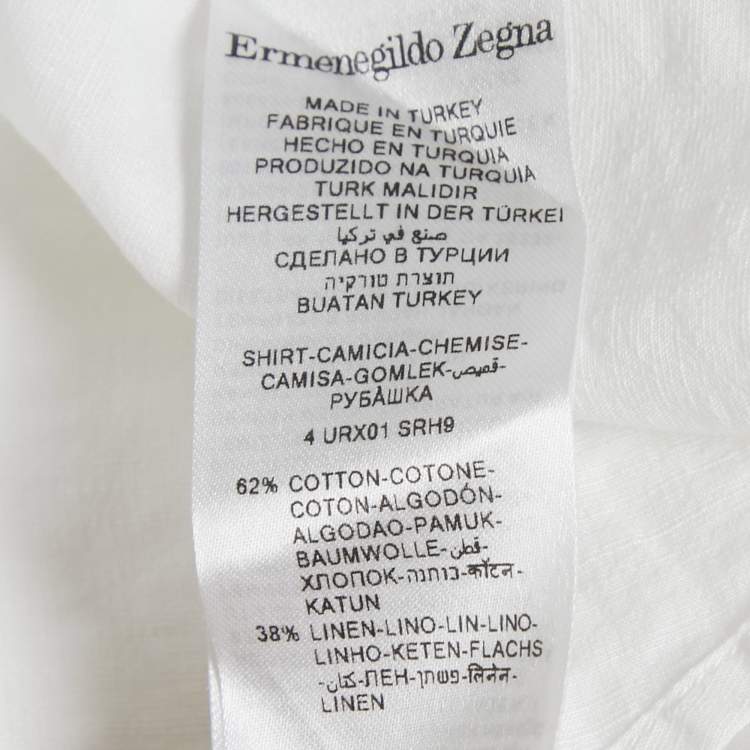 Ermenegildo Zegna
MADE IN TURKEY
FABRIQUE EN TURQUIE
HECHO EN TURQUIA
PRODUZIDO NA TURQUIA
TURK MALIDIR
HERGESTELLT IN DER TÜRKEI
صنع في تركيا
СДЕЛАНО В ТУРЦИИ
תוצרת טורקיה
BUATAN TURKEY
SHIRT-CAMICIA-CHEMISE-
CAMISA-GOMLEK-قميص-
РУБАШКА
4 URX01 SRH9
62% COTTON-COTONE-
COTON-ALGODÓN-
ALGODAO-PAMUK-
BAUMWOLLE-قطن-
ХЛОПОК-כותנה-कॉटन-
KATUN
38% LINEN-LINO-LIN-LINO-
LINHO-KETEN-FLACHS
-كتان-ЛЕН-פשתן-लिनेन-
LINEN